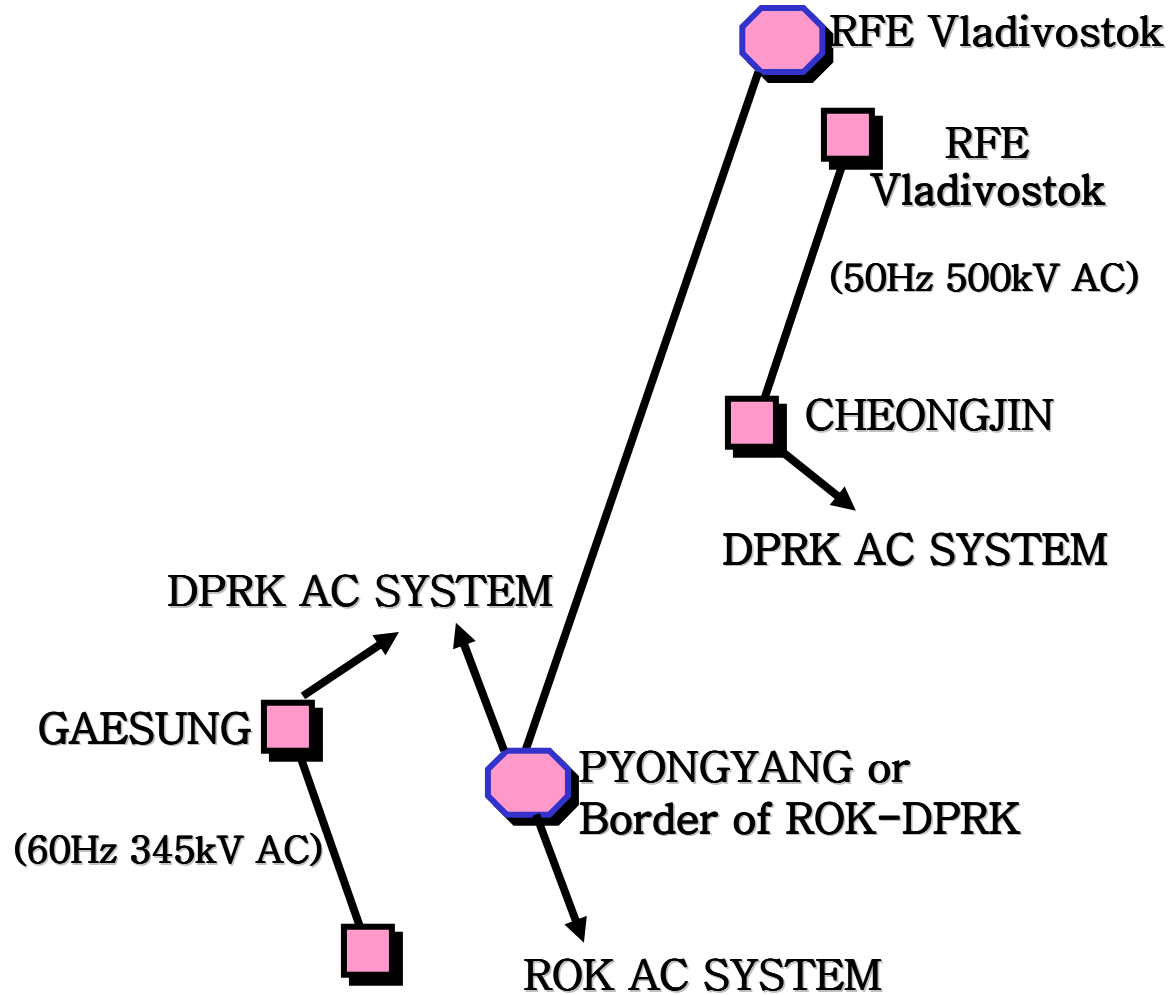 RFE Vladivostok
RFE
Vladivostok
(50Hz 500kV AC)
CHEONGJIN
DPRK AC SYSTEM
DPRK AC SYSTEM
GAESUNG
PYONGYANG or
Border of ROK-DPRK
(60Hz 345kV AC)
ROK AC SYSTEM